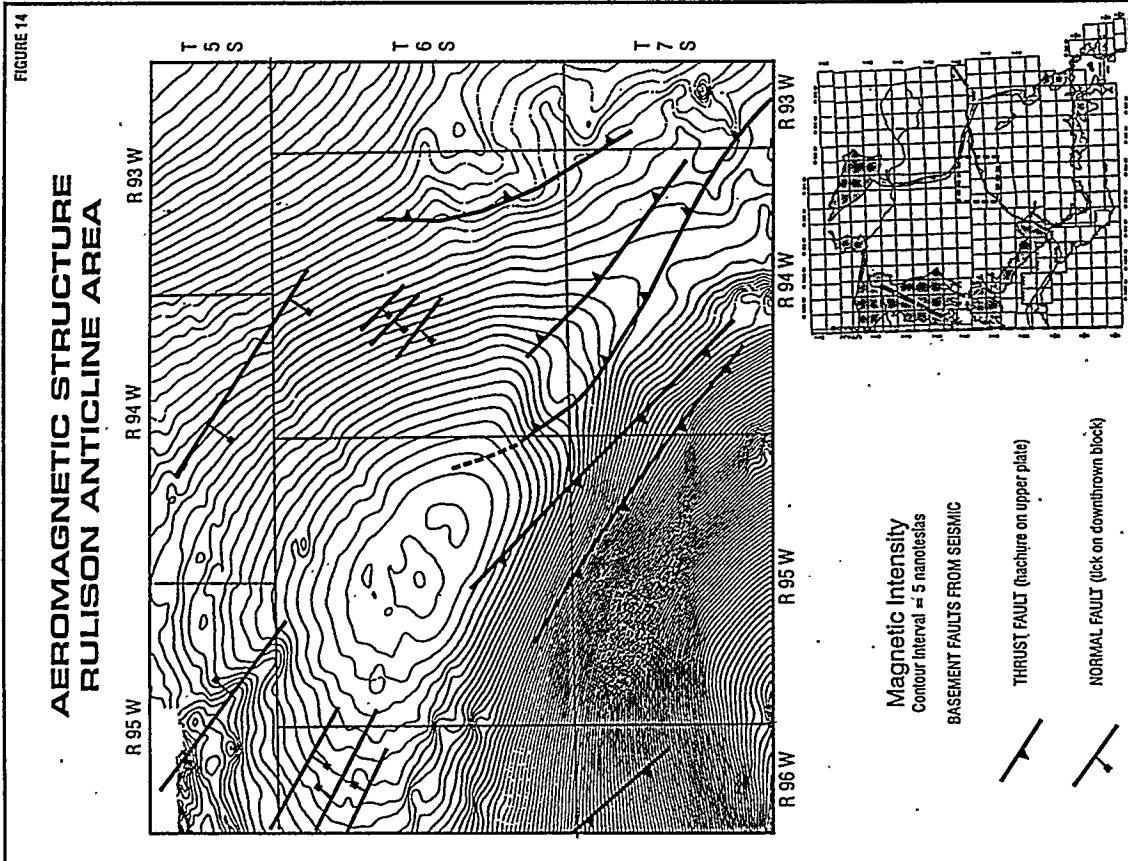 FIGURE 14
AEROMAGNETIC STRUCTURE
RULISON ANTICLINE AREA
R 95 W
R 94 W
R 93 W
T
5
S
T
6
S
T
7
S
R 96 W
R 95 W
R 94 W
R 93 W
Magnetic Intensity
Contour Interval = 5 nanoteslas
BASEMENT FAULTS FROM SEISMIC
THRUST FAULT (hachure on upper plate)
NORMAL FAULT (tick on downthrown block)